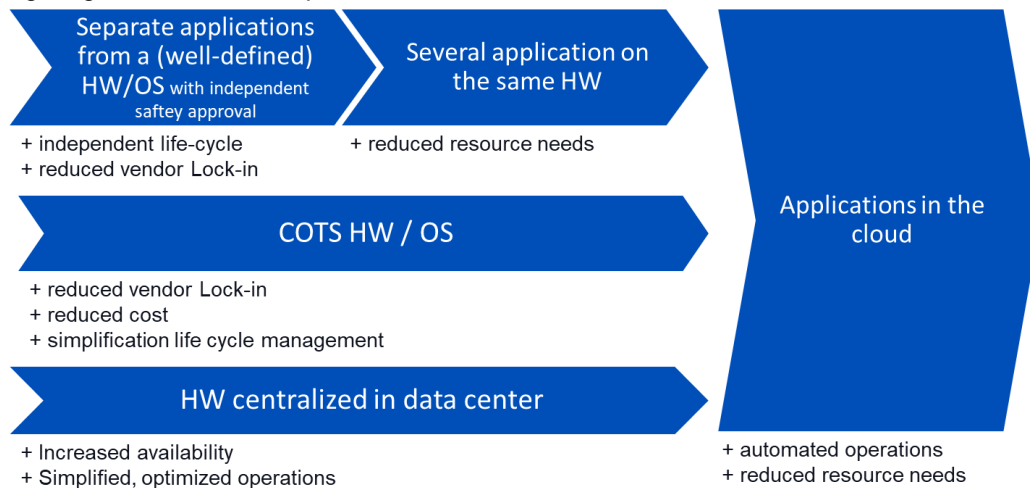 Separate applications
from a (well-defined)
HW/OS with independent
saftey approval
Several application on
the same HW
+ independent life-cycle
+ reduced vendor Lock-in
+ reduced resource needs
COTS HW / OS
+ reduced vendor Lock-in
+ reduced cost
+ simplification life cycle management
HW centralized in data center
+ Increased availability
+ Simplified, optimized operations
Applications in the
cloud
+ automated operations
+ reduced resource needs